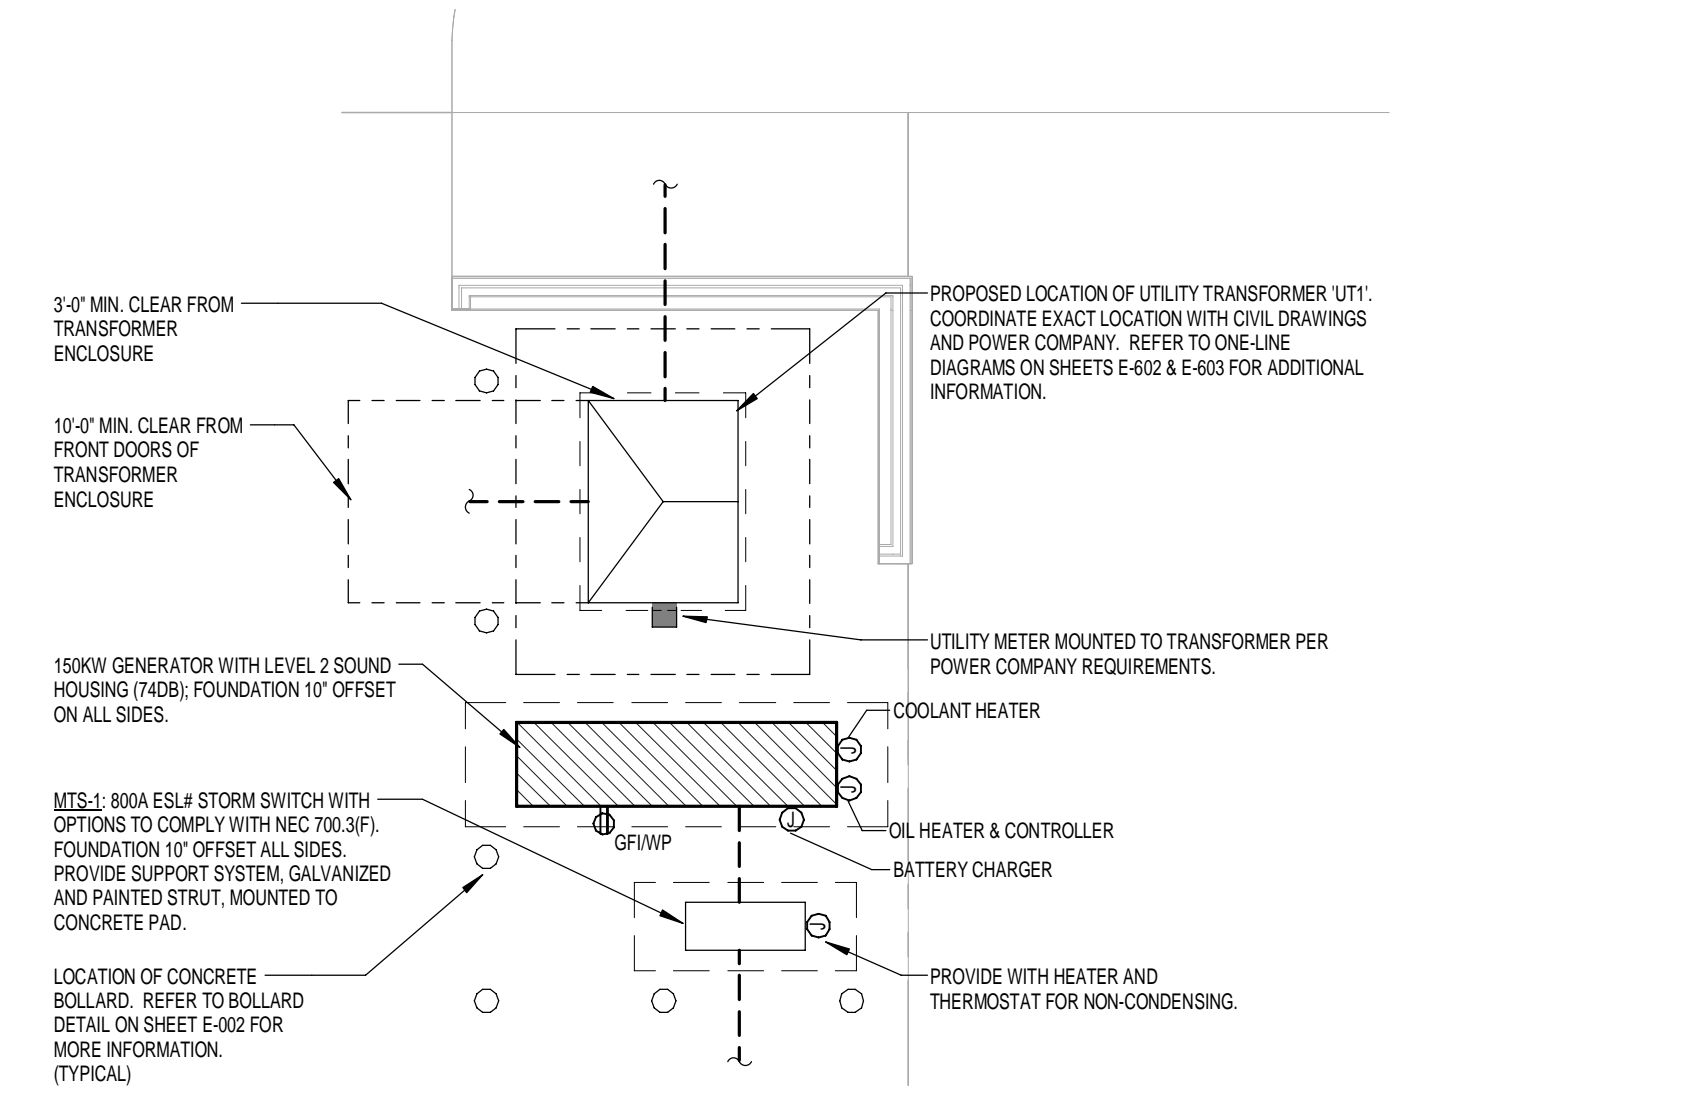 3'-0" MIN. CLEAR FROM
TRANSFORMER
ENCLOSURE
10'-0" MIN. CLEAR FROM
FRONT DOORS OF
TRANSFORMER
ENCLOSURE
150KW GENERATOR WITH LEVEL 2 SOUND
HOUSING (74DB); FOUNDATION 10" OFFSET
ON ALL SIDES.
MTS-1: 800A ESL# STORM SWITCH WITH
OPTIONS TO COMPLY WITH NEC 700.3(F).
FOUNDATION 10" OFFSET ALL SIDES.
PROVIDE SUPPORT SYSTEM, GALVANIZED
AND PAINTED STRUT, MOUNTED TO
CONCRETE PAD.
LOCATION OF CONCRETE
BOLLARD. REFER TO BOLLARD
DETAIL ON SHEET E-002 FOR
MORE INFORMATION.
(TYPICAL)
PROPOSED LOCATION OF UTILITY TRANSFORMER 'UT1'.
COORDINATE EXACT LOCATION WITH CIVIL DRAWINGS
AND POWER COMPANY. REFER TO ONE-LINE
DIAGRAMS ON SHEETS E-602 & E-603 FOR ADDITIONAL
INFORMATION.
UTILITY METER MOUNTED TO TRANSFORMER PER
POWER COMPANY REQUIREMENTS.
COOLANT HEATER
J
J
OIL HEATER & CONTROLLER
J
GFI/WP
BATTERY CHARGER
J
PROVIDE WITH HEATER AND
THERMOSTAT FOR NON-CONDENSING.